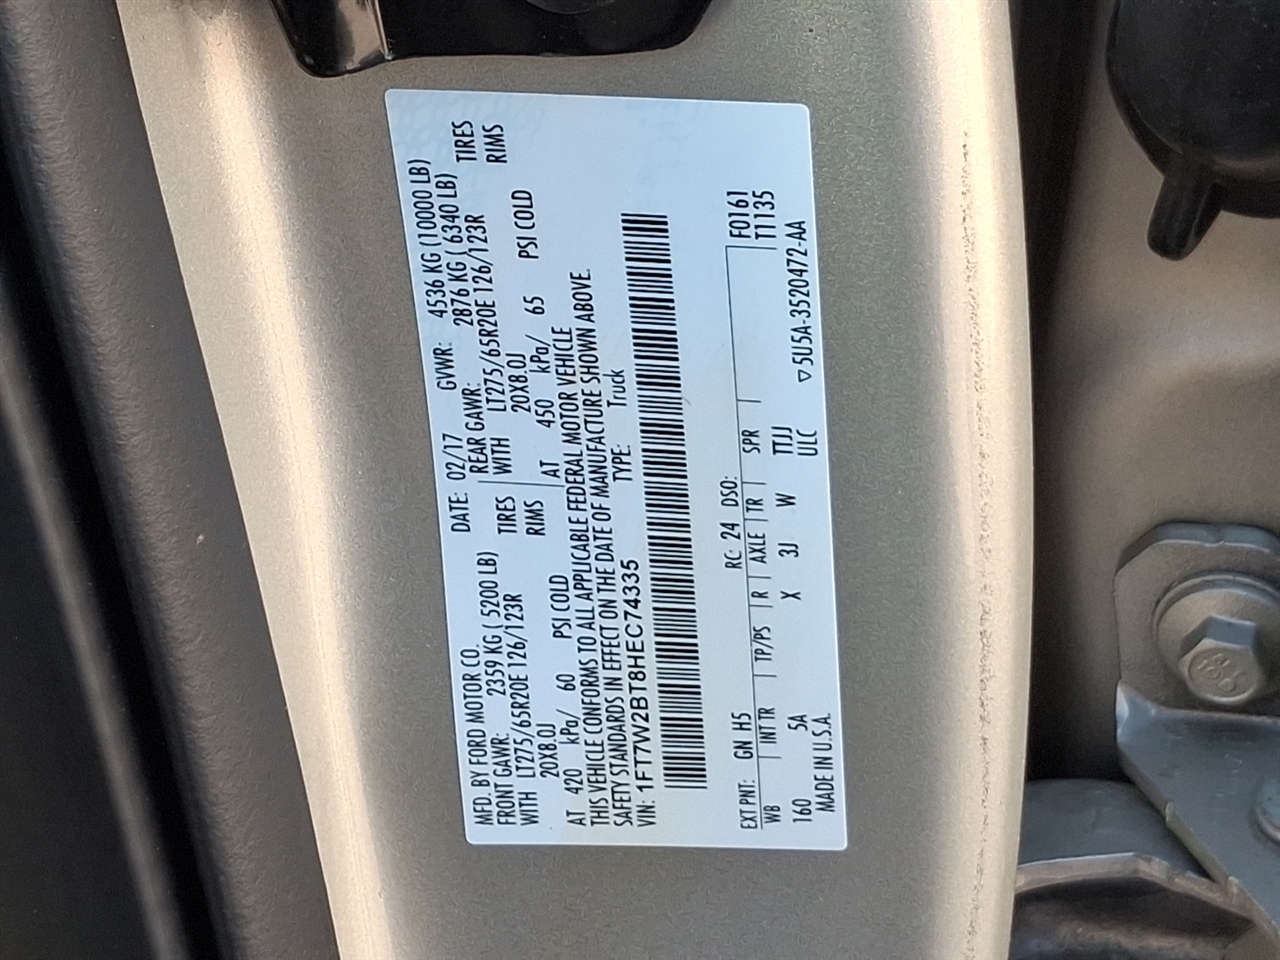 MFD. BY FORD MOTOR CO.
DATE: 02/17 GVWR: 4536 KG (10000 LB)
FRONT GAWR: 2359 KG ( 5200 LB) REAR GAWR: 2876 KG ( 6340 LB)
WITH LT275/65R20E 126/123R TIRES WITH LT275/65R20E 126/123R TIRES
20X8.0J RIMS 20X8.0J RIMS
AT 420 kPa/ 60 PSI COLD AT 450 kPa/ 65 PSI COLD
THIS VEHICLE CONFORMS TO ALL APPLICABLE FEDERAL MOTOR VEHICLE
SAFETY STANDARDS IN EFFECT ON THE DATE OF MANUFACTURE SHOWN ABOVE.
VIN: 1FT7W2BT8HEC74335 TYPE: Truck
EXT PNT: GN H5 RC: 24 DSO: F0161
WB INT TR TP/PS R AXLE TR SPR T1135
160 5A X 3J W TTJJ
MADE IN U.S.A. ULC ▽5U5A-3520472-AA